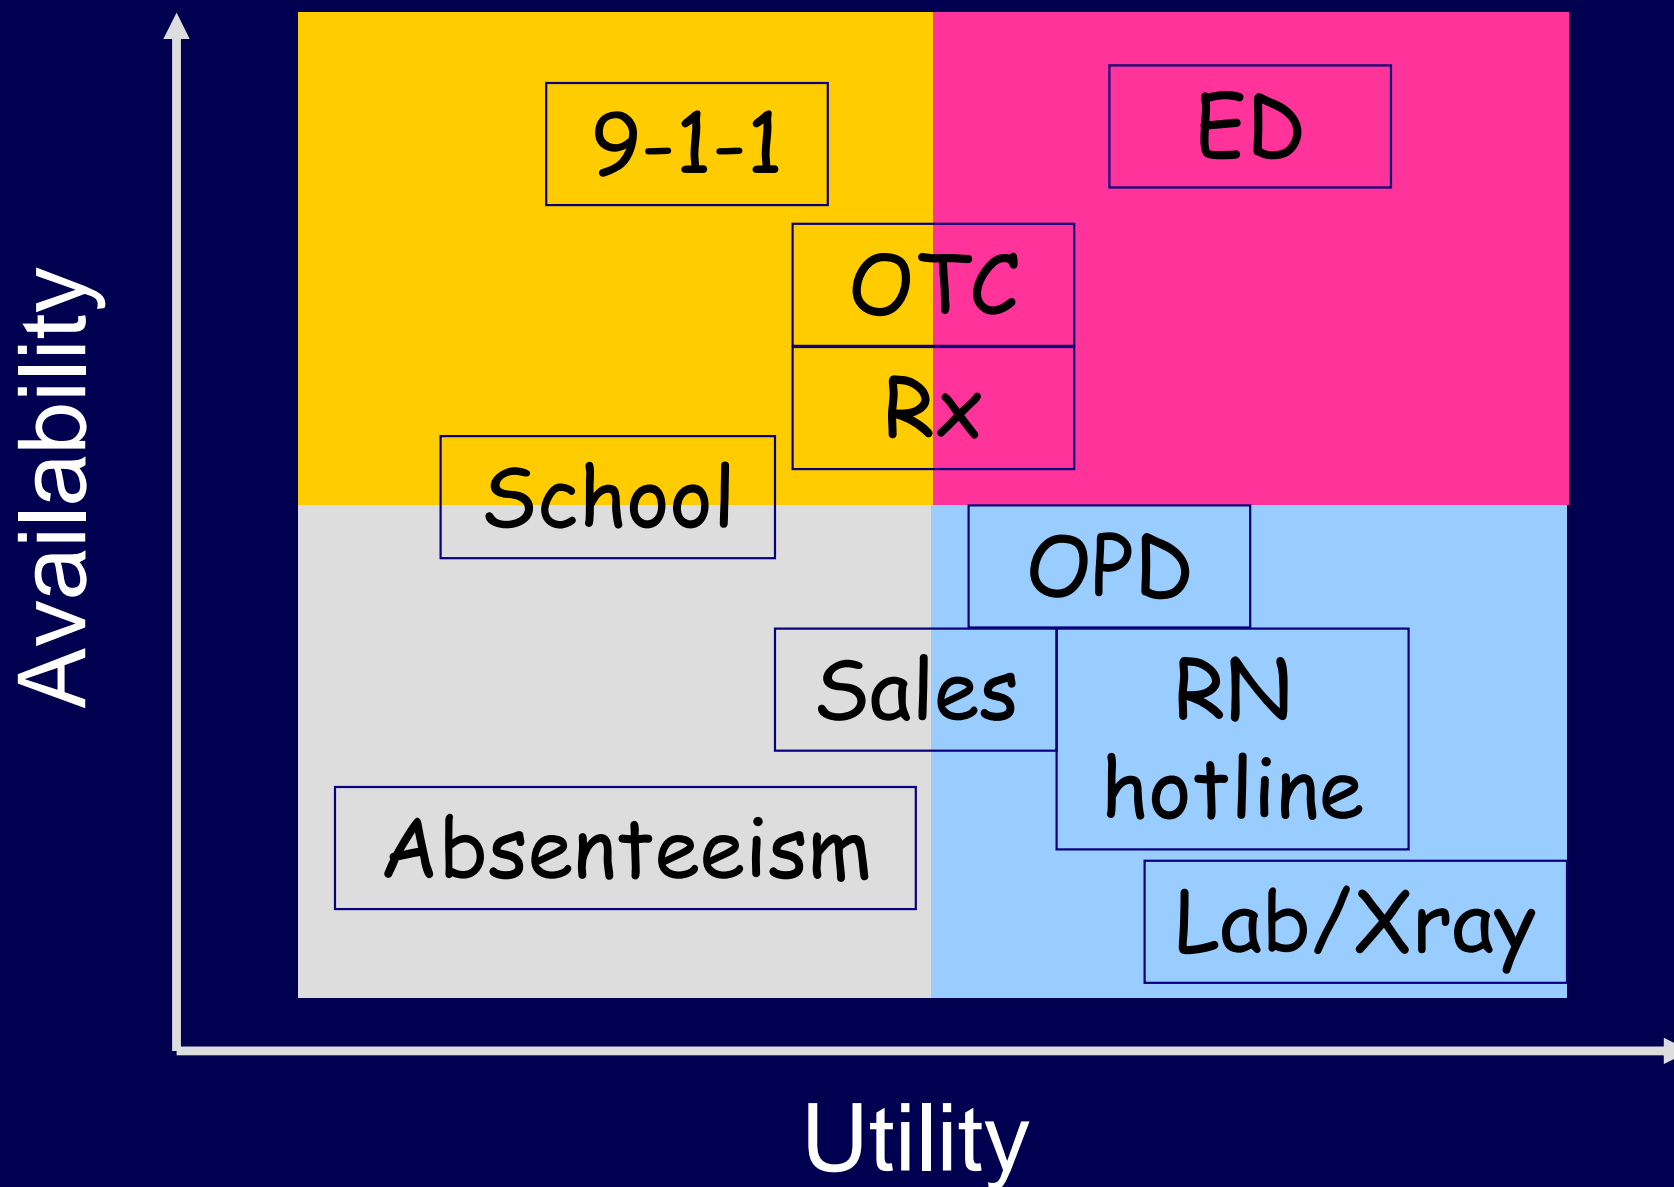 Availability
9-1-1
ED
OTC
Rx
School
OPD
Sales
RN
hotline
Absenteeism
Lab/Xray
Utility